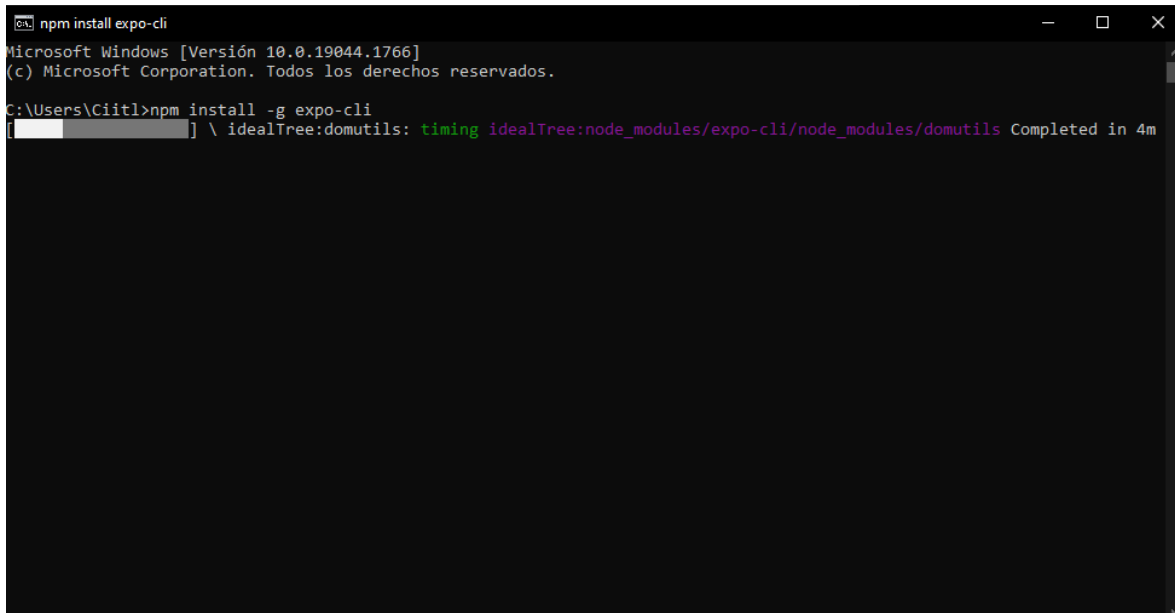 npm install expo-cli
Microsoft Windows [Versión 10.0.19044.1766]
(c) Microsoft Corporation. Todos los derechos reservados.
C:\Users\Ciitl>npm install -g expo-cli
[ ] \ idealTree:domutils: timing idealTree:node_modules/expo-cli/node_modules/domutils Completed in 4m